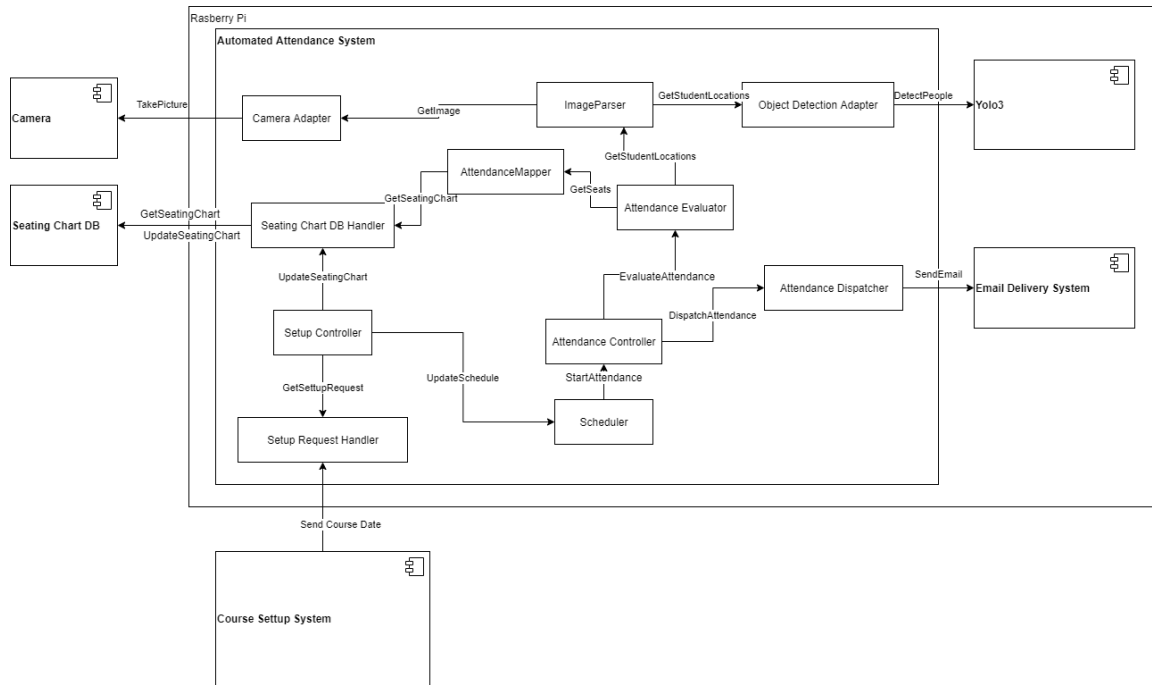 Rasberry Pi
Automated Attendance System
Camera
TakePicture
Camera Adapter
GetImage
ImageParser
GetStudentLocations
Object Detection Adapter
DetectPeople
Yolo3
GetStudentLocations
AttendanceMapper
GetSeats
Attendance Evaluator
GetSeatingChart
Seating Chart DB
GetSeatingChart
UpdateSeatingChart
Seating Chart DB Handler
UpdateSeatingChart
EvaluateAttendance
Attendance Dispatcher
SendEmail
Email Delivery System
DispatchAttendance
Setup Controller
Attendance Controller
GetSettupRequest
UpdateSchedule
StartAttendance
Scheduler
Setup Request Handler
Send Course Date
Course Settup System